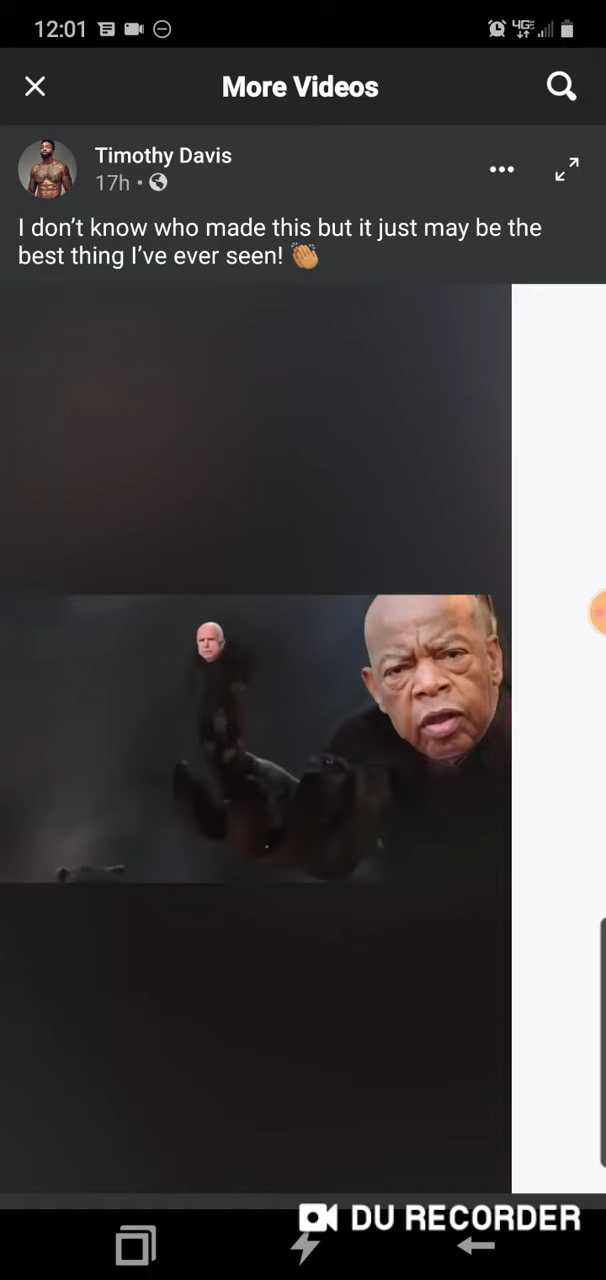 12:01
4GE
More Videos
Timothy Davis
17h •
I don't know who made this but it just may be the
best thing I've ever seen! 👏🏽
DU RECORDER